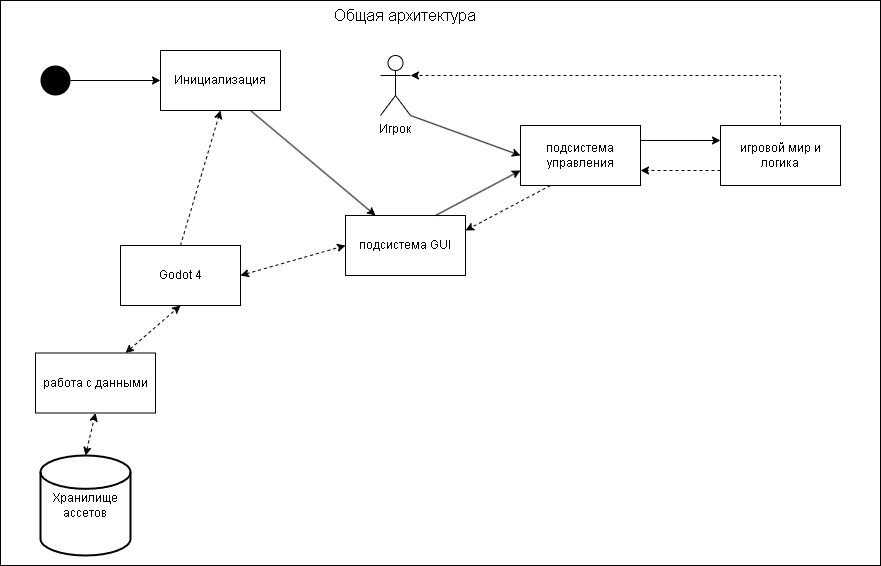 Общая архитектура
Инициализация
Игрок
подсистема
управления
игровой мир и
логика
подсистема GUI
Godot 4
работа с данными
Хранилище
ассетов